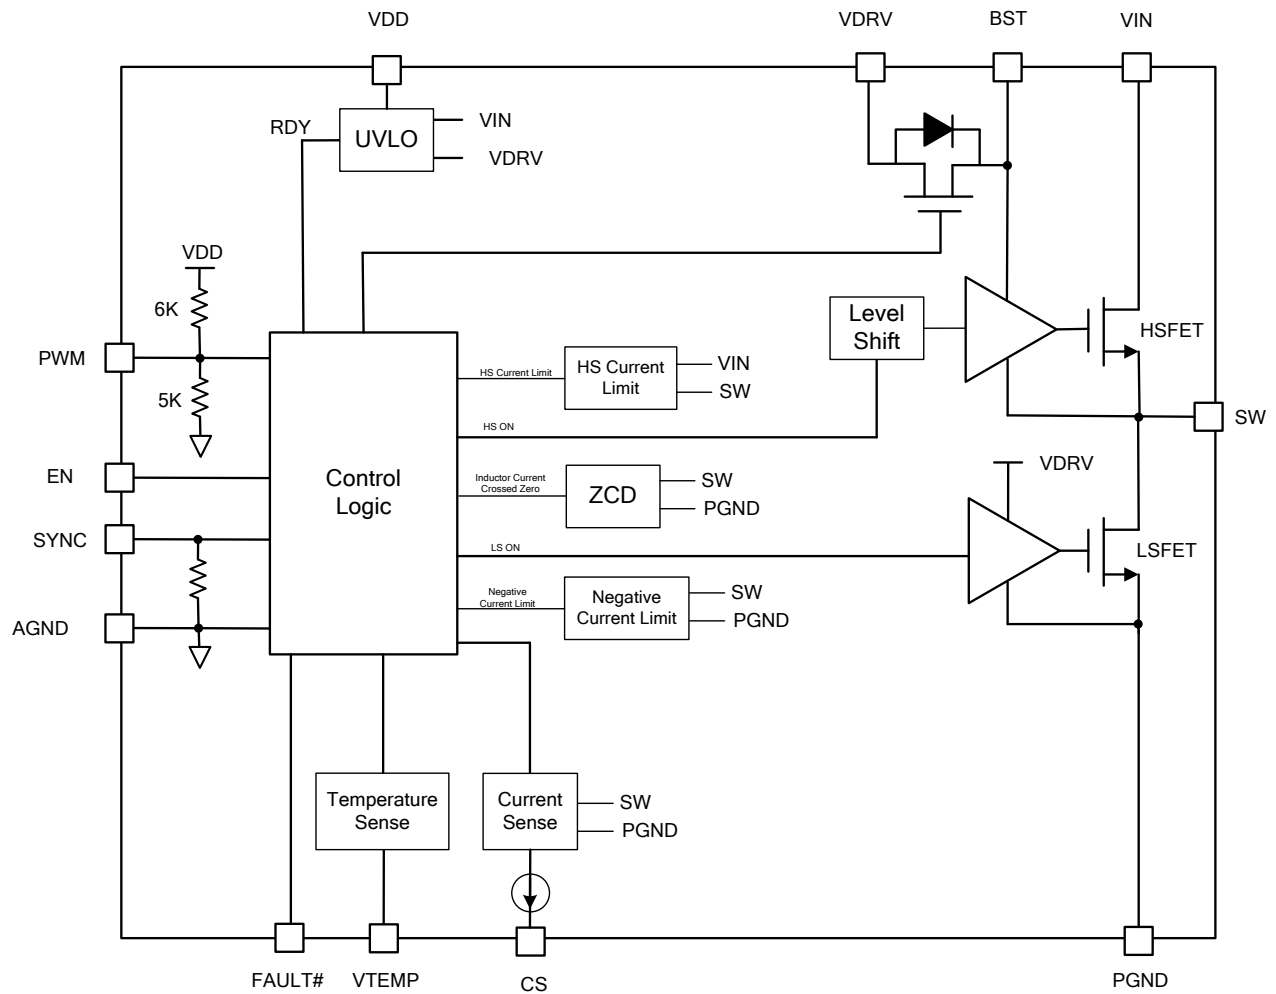 VDD
VDRV
BST
VIN
RDY
UVLO
VIN
VDRV
VDD
6K
PWM
5K
Level
Shift
HSFET
HS Current Limit
HS Current
Limit
VIN
SW
HS ON
SW
EN
Control
Logic
Inductor Current
Crossed Zero
ZCD
SW
PGND
VDRV
SYNC
LS ON
LSFET
Negative
Current Limit
Negative
Current Limit
SW
PGND
AGND
Temperature
Sense
Current
Sense
SW
PGND
FAULT#
VTEMP
CS
PGND